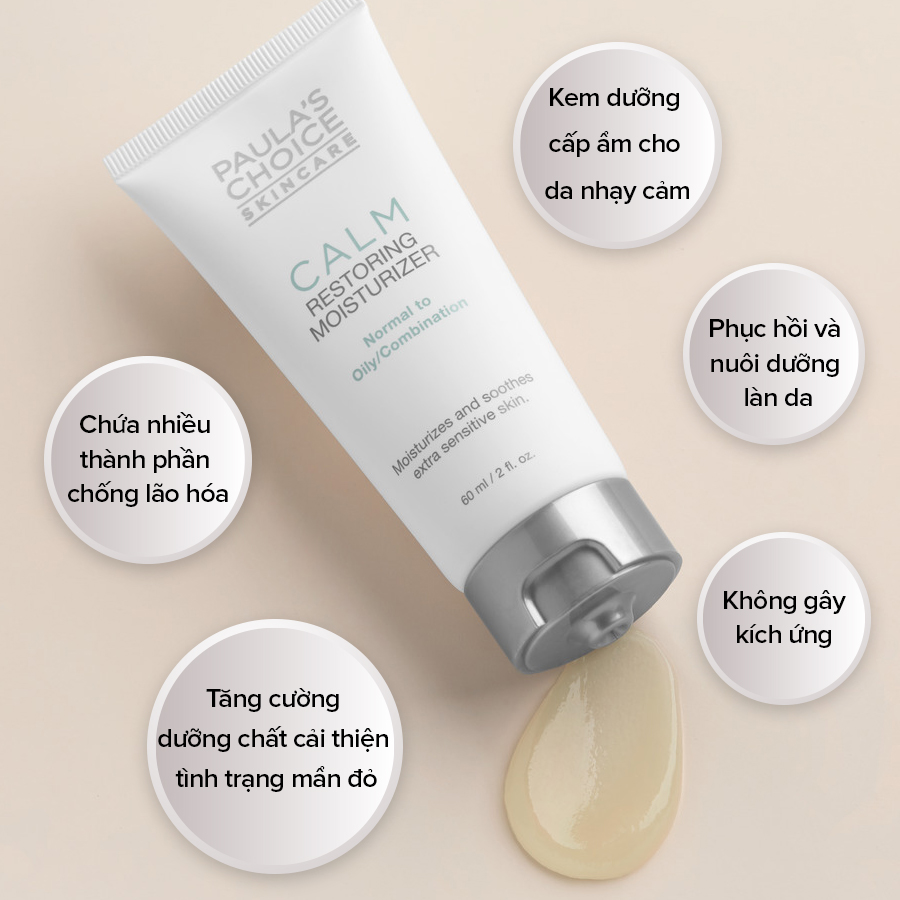 PAULA'S
CHOICE
SKINCARE
CALM
RESTORING
MOISTURIZER
Normal to
Oily/Combination
Moisturizes and soothes
extra sensitive skin.
60 ml / 2 fl. oz.
Kem dưỡng
cấp ẩm cho
da nhạy cảm
Phục hồi và
nuôi dưỡng
làn da
Chứa nhiều
thành phần
chống lão hóa
Không gây
kích ứng
Tăng cường
dưỡng chất cải thiện
tình trạng mẩn đỏ